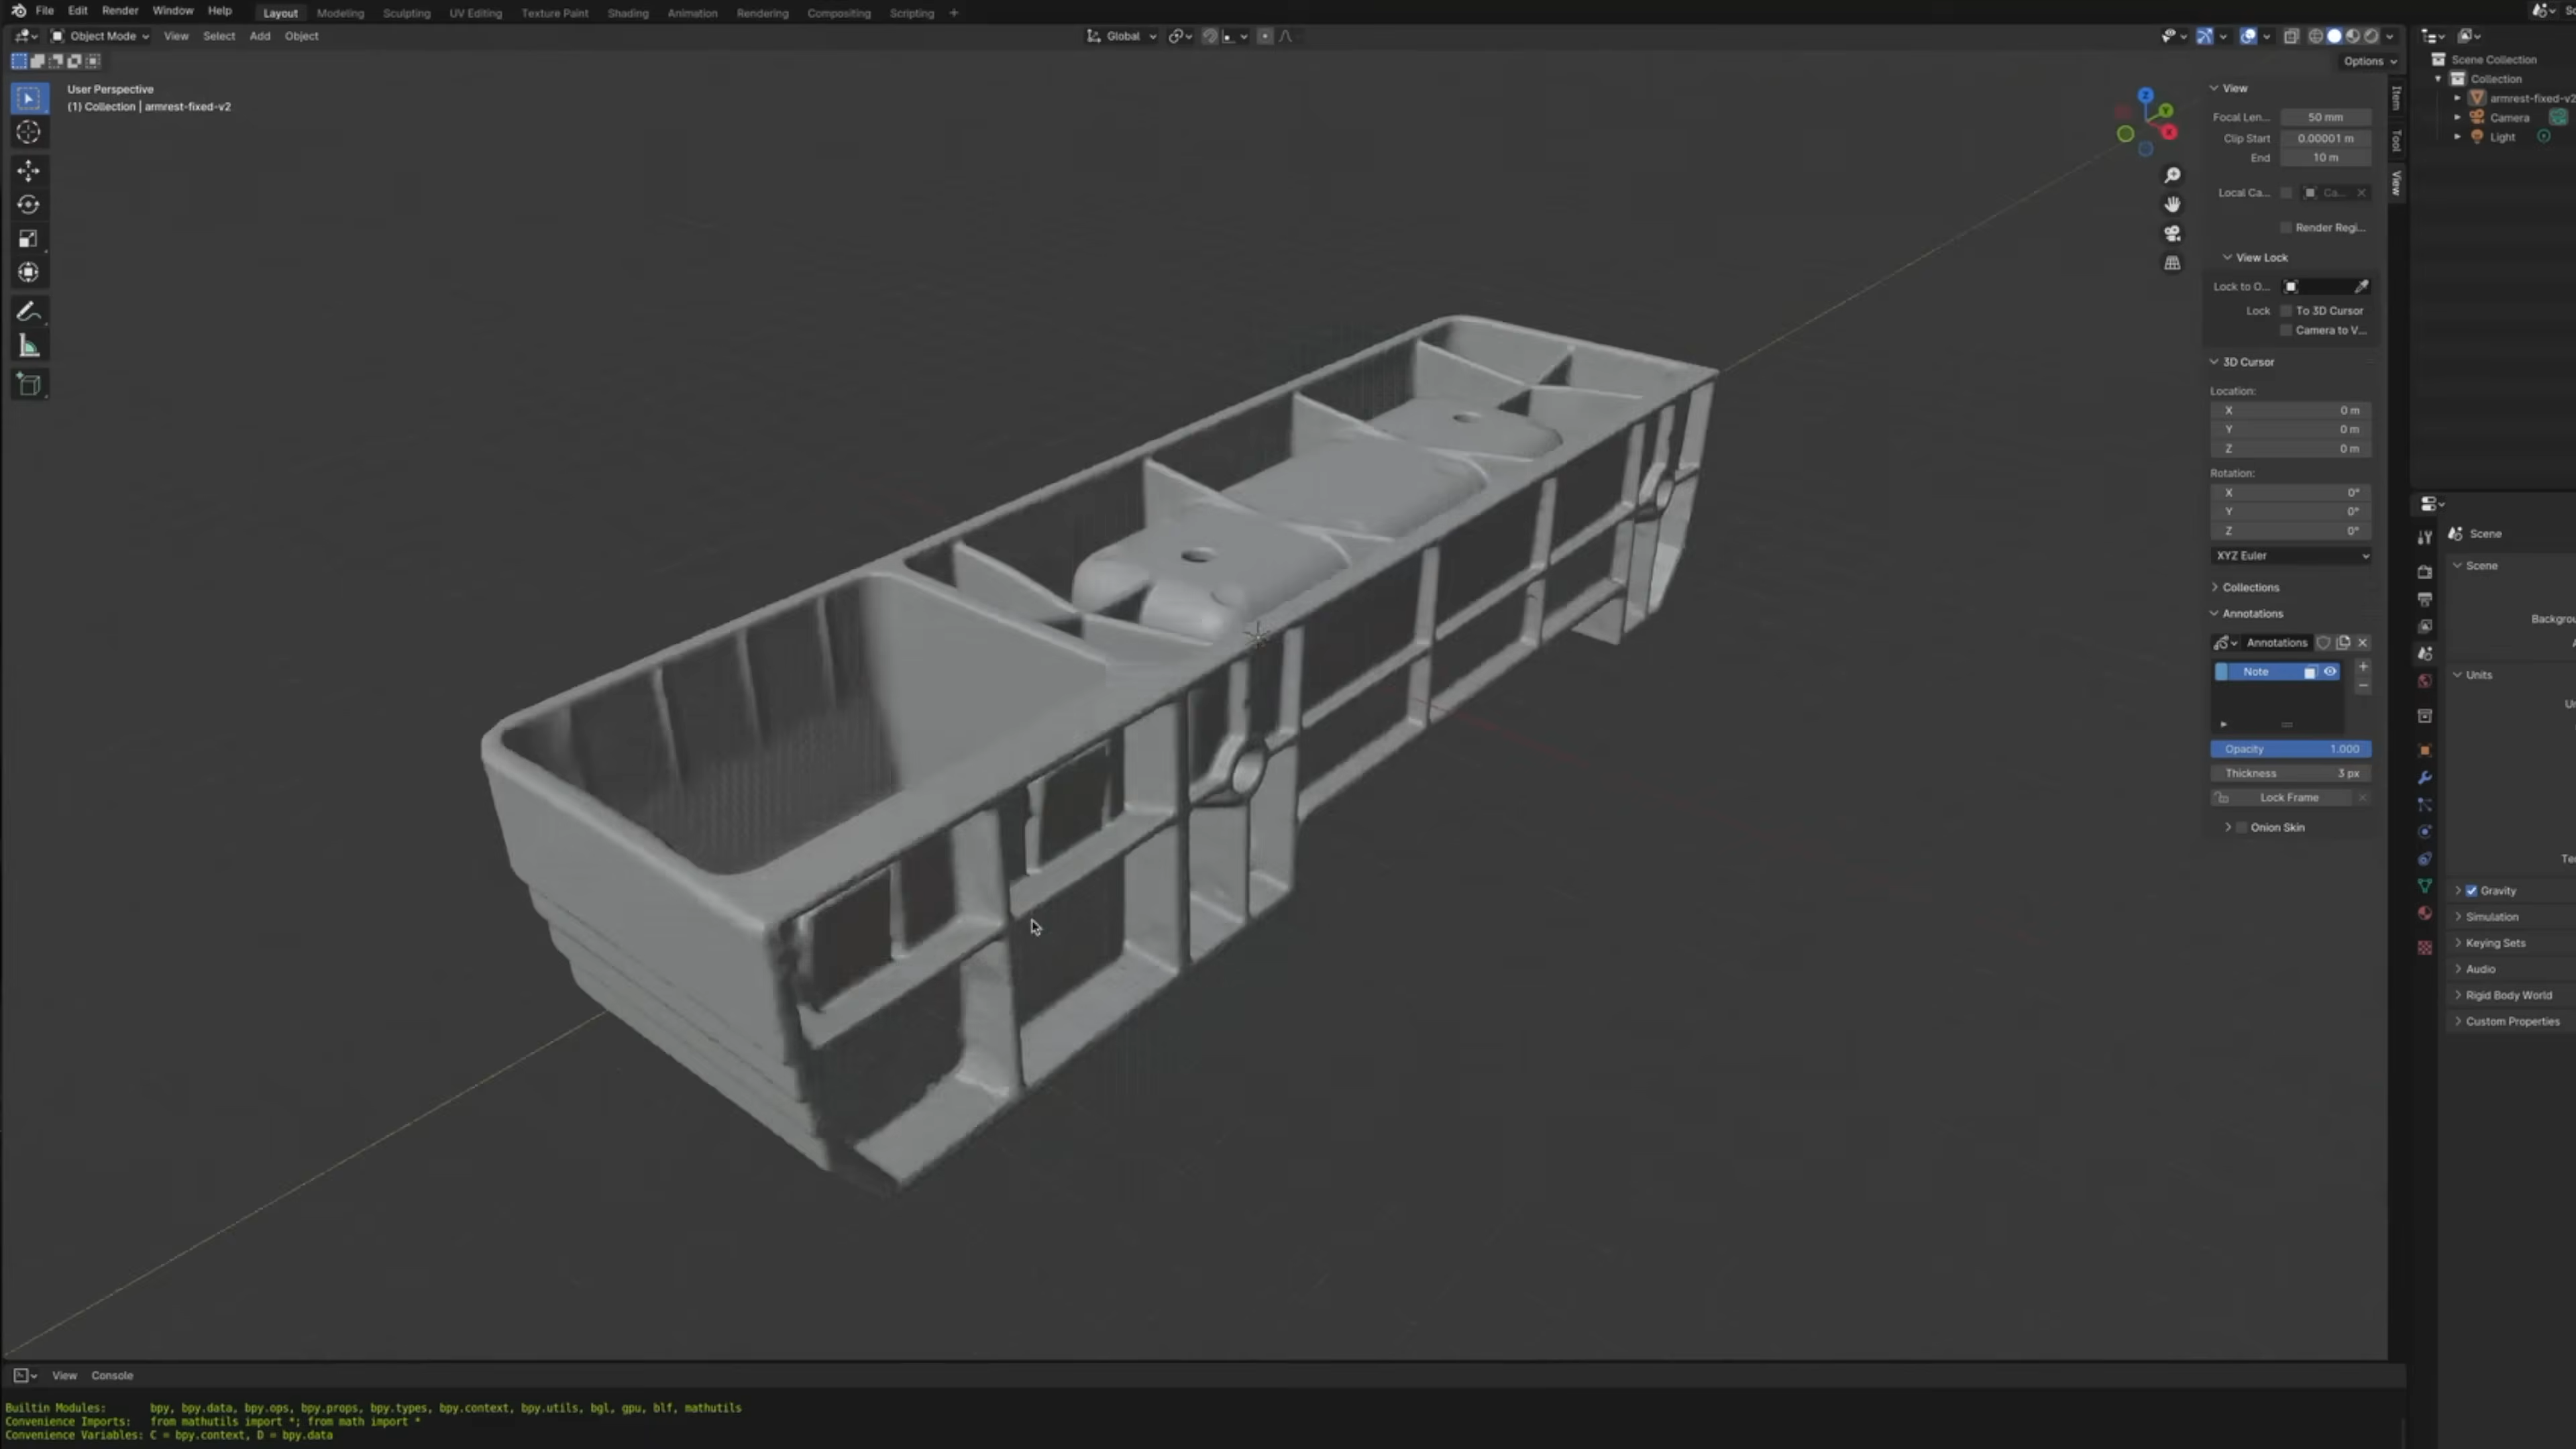 File Edit Render Window Help Layout Modeling Sculpting UV Editing Texture Paint Shading Animation Rendering Compositing Scripting +
Object Mode View Select Add Object Global
Options
User Perspective
(1) Collection | armrest-fixed-v2
View
Focal Len... 50 mm
Clip Start 0.00001 m
End 10 m
Local Ca... Ca...
Render Regi...
View Lock
Lock to O...
Lock To 3D Cursor
Camera to V...
3D Cursor
Location:
X 0 m
Y 0 m
Z 0 m
Rotation:
X 0°
Y 0°
Z 0°
XYZ Euler
Collections
Annotations
Annotations
Note
Opacity 1.000
Thickness 3 px
Lock Frame
Onion Skin
Item
Tool
View
Z
Y
X
Scene Collection
Collection
armrest-fixed-v2
Camera
Light
Scene
Scene
Backgrou
Units
Gravity
Simulation
Keying Sets
Audio
Rigid Body World
Custom Properties
View Console
Builtin Modules: bpy, bpy.data, bpy.ops, bpy.props, bpy.types, bpy.context, bpy.utils, bgl, gpu, blf, mathutils
Convenience Imports: from mathutils import *; from math import *
Convenience Variables: C = bpy.context, D = bpy.data